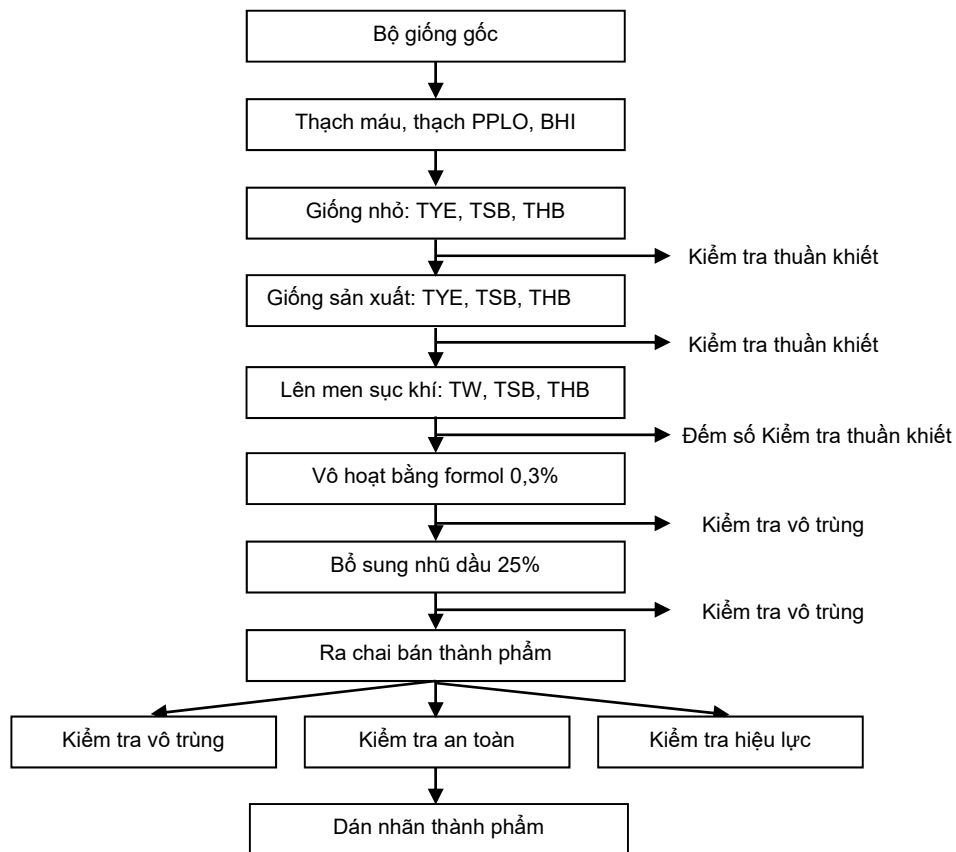 Bộ giống gốc
Thạch máu, thạch PPLO, BHI
Giống nhỏ: TYE, TSB, THB
Kiểm tra thuần khiết
Giống sản xuất: TYE, TSB, THB
Kiểm tra thuần khiết
Lên men sục khí: TW, TSB, THB
Đếm số Kiểm tra thuần khiết
Vô hoạt bằng formol 0,3%
Kiểm tra vô trùng
Bổ sung nhũ dầu 25%
Kiểm tra vô trùng
Ra chai bán thành phẩm
Kiểm tra vô trùng
Kiểm tra an toàn
Kiểm tra hiệu lực
Dán nhãn thành phẩm